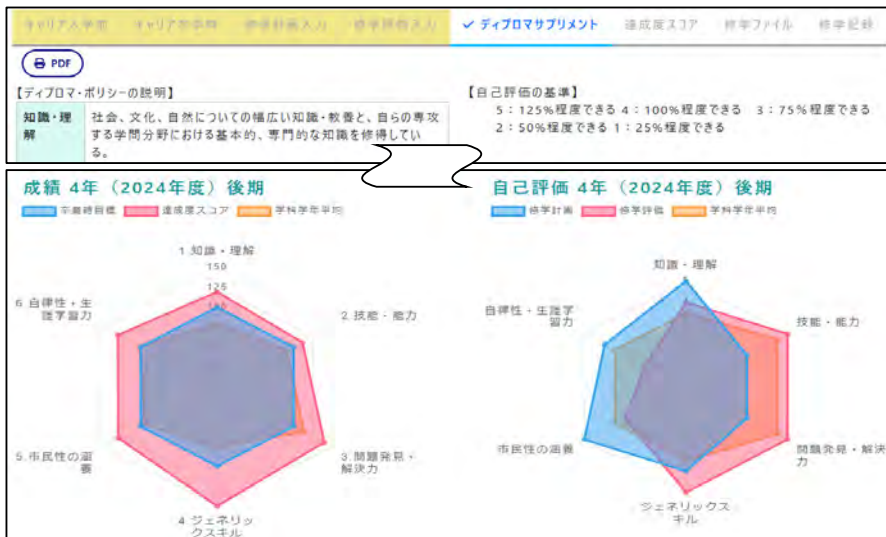 キャリア入学前 キャリア在学時 修学計画入力 修学評価入力 ✓ ディプロマサプリメント 達成度スコア 修学ファイル 修学記録
PDF
【ディプロマ・ポリシーの説明】
知識・理
解
社会、文化、自然についての幅広い知識・教養と、自らの専攻
する学問分野における基本的、専門的な知識を修得してい
る。
【自己評価の基準】
5：125%程度できる 4：100%程度できる 3：75%程度できる
2：50%程度できる 1：25%程度できる
成績 4年（2024年度）後期
卒業時目標 達成度スコア 学科学年平均
1.知識・理解
150
125
2.技能・能力
3.問題発見・
解決力
4.ジェネリッ
クスキル
5.市民性の涵
養
6.自律性・生
涯学習力
自己評価 4年（2024年度）後期
修学計画 修学評価 学科学年平均
知識・理解
技能・能力
問題発見・解決
力
ジェネリックス
キル
市民性の涵養
自律性・生涯学
習力